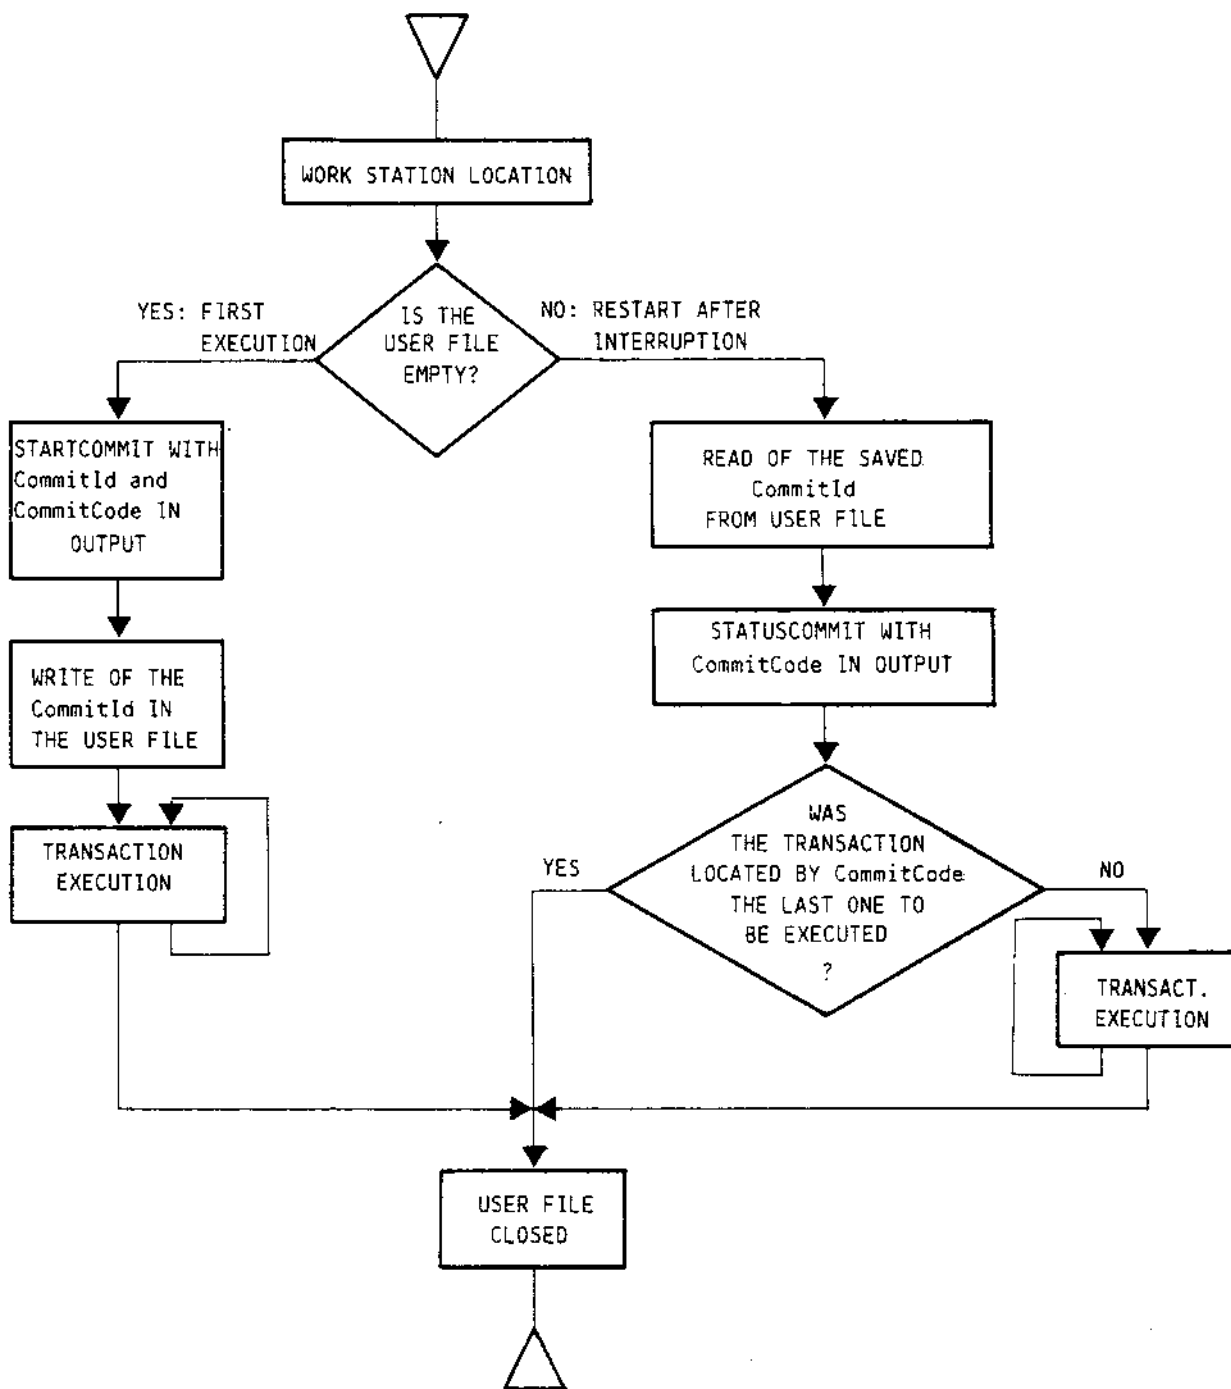 WORK STATION LOCATION
YES: FIRST
EXECUTION
IS THE
USER FILE
EMPTY?
NO: RESTART AFTER
INTERRUPTION
STARTCOMMIT WITH
CommitId and
CommitCode IN
OUTPUT
READ OF THE SAVED
CommitId
FROM USER FILE
WRITE OF THE
CommitId IN
THE USER FILE
STATUSCOMMIT WITH
CommitCode IN OUTPUT
TRANSACTION
EXECUTION
YES
WAS
THE TRANSACTION
LOCATED BY CommitCode
THE LAST ONE TO
BE EXECUTED
?
NO
TRANSACT.
EXECUTION
USER FILE
CLOSED